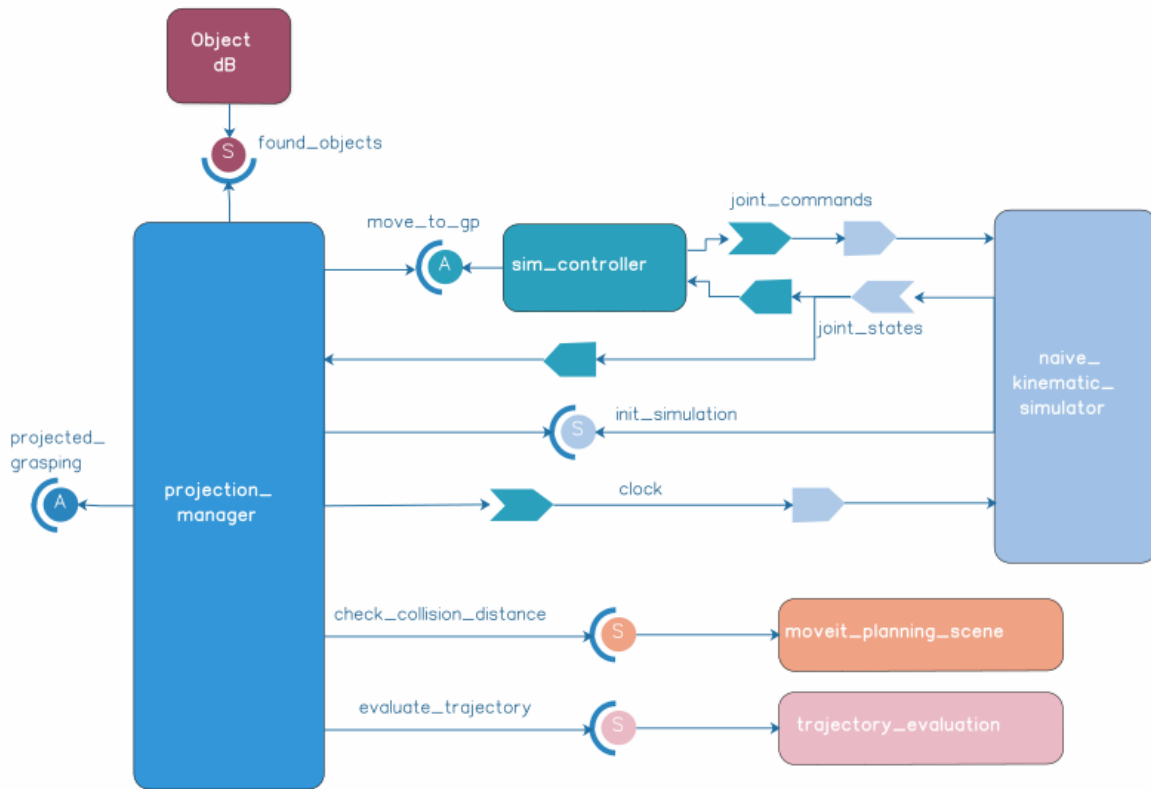 Object
dB
S
found_objects
move_to_gp
A
sim_controller
joint_commands
joint_states
naive_
kinematic_
simulator
init_simulation
S
projected_
grasping
A
projection_
manager
clock
check_collision_distance
S
moveit_planning_scene
evaluate_trajectory
S
trajectory_evaluation